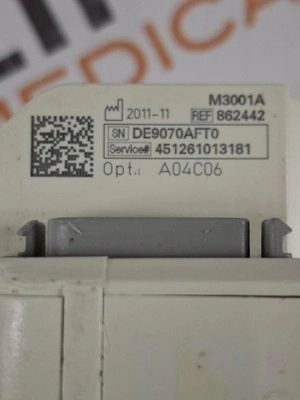 MEDICA
M3001A
2011-11 REF 862442
SN DE9070AFT0
Service# 451261013181
Opt.: A04C06